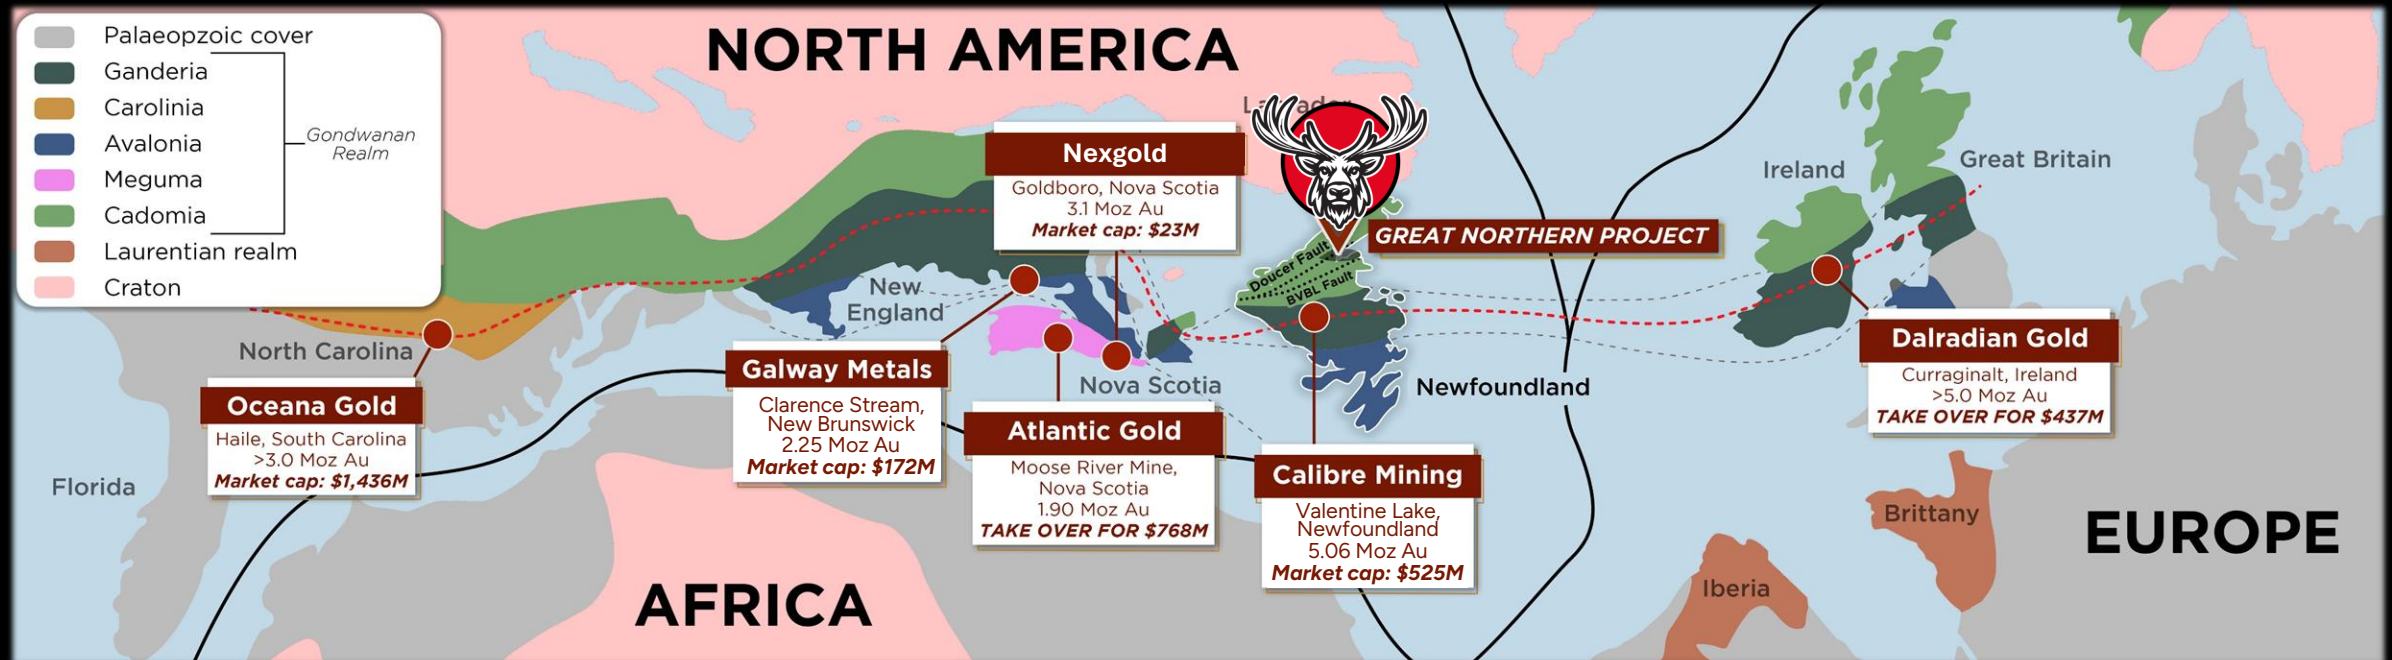 Palaeopzoic cover
Ganderia
Carolinia
Avalonia
Meguma
Cadomia
Laurentian realm
Craton
Gondwanan
Realm
NORTH AMERICA
Nexgold
Goldboro, Nova Scotia
3.1 Moz Au
Market cap: $23M
GREAT NORTHERN PROJECT
Doucer Fault
BVBL Fault
Ireland
Great Britain
New
England
North Carolina
Oceana Gold
Haile, South Carolina
>3.0 Moz Au
Market cap: $1,436M
Florida
Galway Metals
Clarence Stream,
New Brunswick
2.25 Moz Au
Market cap: $172M
Nova Scotia
Atlantic Gold
Moose River Mine,
Nova Scotia
1.90 Moz Au
TAKE OVER FOR $768M
Newfoundland
Calibre Mining
Valentine Lake,
Newfoundland
5.06 Moz Au
Market cap: $525M
Dalradian Gold
Curraginalt, Ireland
>5.0 Moz Au
TAKE OVER FOR $437M
Brittany
Iberia
EUROPE
AFRICA